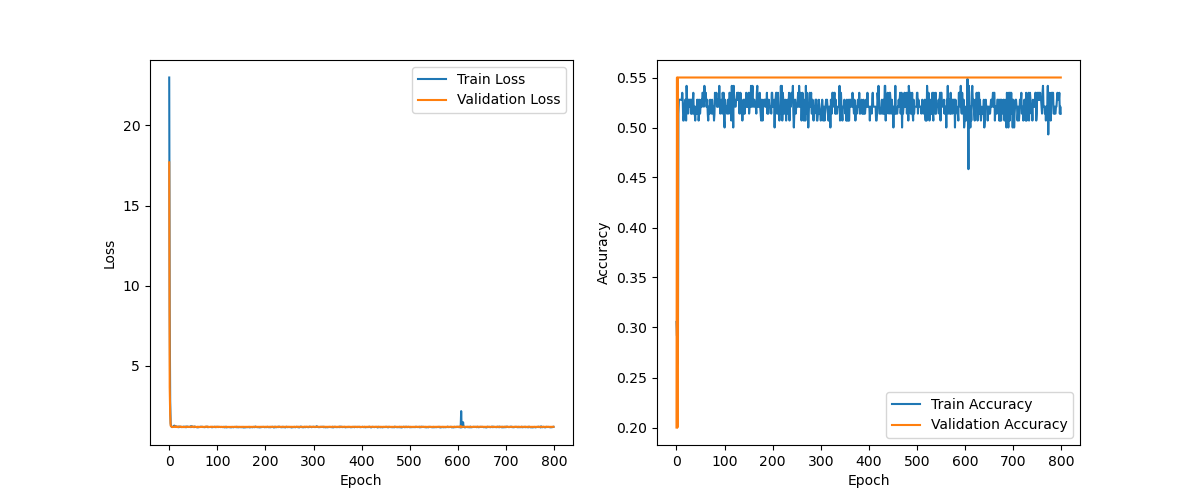 Train Loss
Validation Loss
20
15
10
5
0 100 200 300 400 500 600 700 800
Epoch
Loss
0.55
0.50
0.45
0.40
0.35
0.30
0.25
0.20
0 100 200 300 400 500 600 700 800
Epoch
Accuracy
Train Accuracy
Validation Accuracy